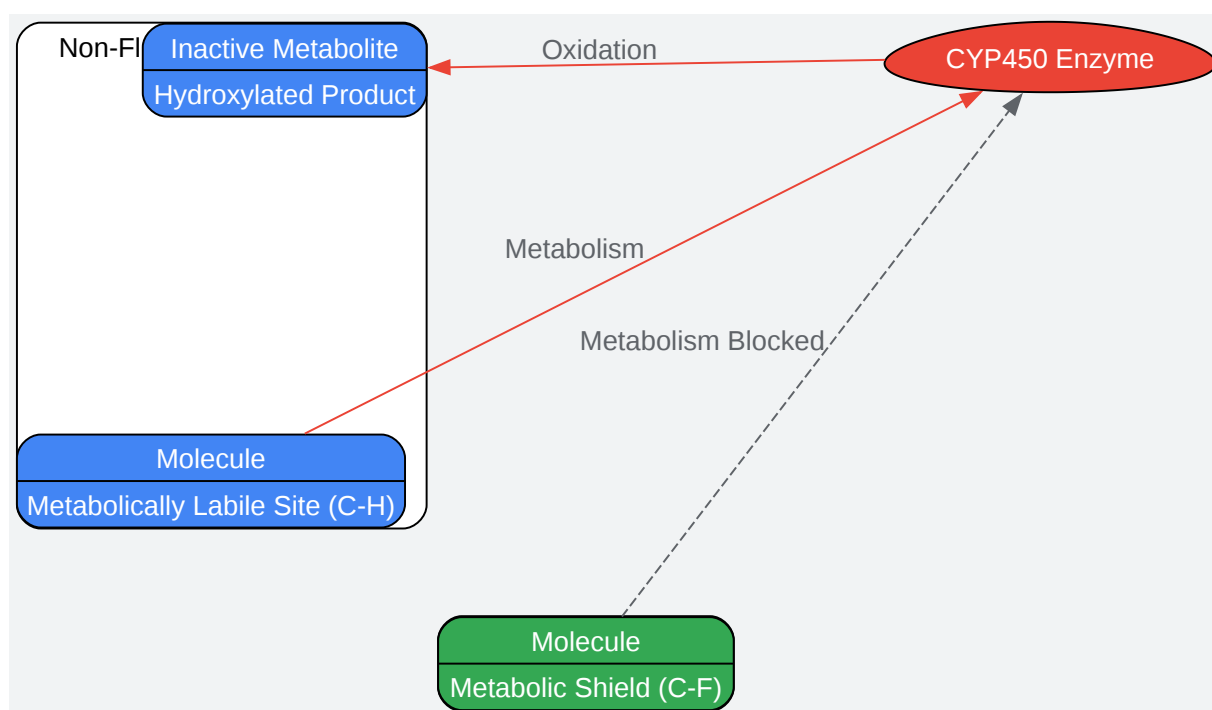 Non-Fl
Inactive Metabolite
Hydroxylated Product
Oxidation
CYP450 Enzyme
Metabolism
Metabolism Blocked
Molecule
Metabolically Labile Site (C-H)
Molecule
Metabolic Shield (C-F)